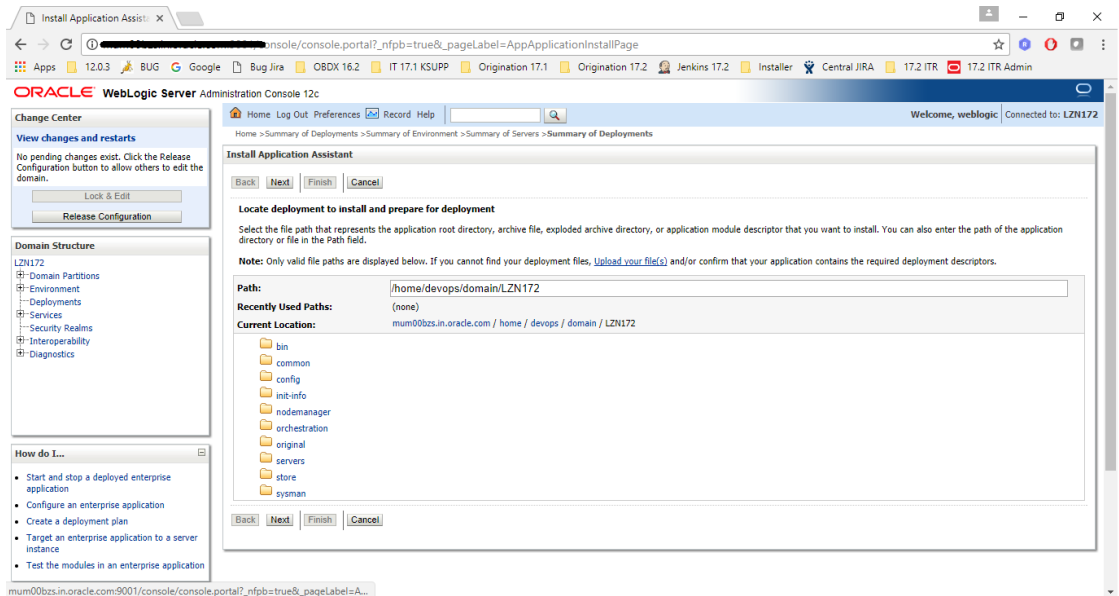 Install Application Assista
console/console.portal?_nfpb=true&_pageLabel=AppApplicationInstallPage
Apps 12.0.3 BUG Google Bug Jira OBDX 16.2 IT 17.1 KSUPP Origination 17.1 Origination 17.2 Jenkins 17.2 Installer Central JIRA 17.2 ITR 17.2 ITR Admin
ORACLE WebLogic Server Administration Console 12c
Change Center
View changes and restarts
No pending changes exist. Click the Release
Configuration button to allow others to edit the
domain.
Lock & Edit
Release Configuration
Domain Structure
LZN172
Domain Partitions
Environment
Deployments
Services
Security Realms
Interoperability
Diagnostics
How do I...
Start and stop a deployed enterprise
application
Configure an enterprise application
Create a deployment plan
Target an enterprise application to a server
instance
Test the modules in an enterprise application
Home Log Out Preferences Record Help
Welcome, weblogic Connected to: LZN172
Home >Summary of Deployments >Summary of Environment >Summary of Servers >Summary of Deployments
Install Application Assistant
Back Next Finish Cancel
Locate deployment to install and prepare for deployment
Select the file path that represents the application root directory, archive file, exploded archive directory, or application module descriptor that you want to install. You can also enter the path of the application
directory or file in the Path field.
Note: Only valid file paths are displayed below. If you cannot find your deployment files, Upload your file(s) and/or confirm that your application contains the required deployment descriptors.
Path: /home/devops/domain/LZN172
Recently Used Paths: (none)
Current Location: mum00bzs.in.oracle.com / home / devops / domain / LZN172
bin
common
config
init-info
nodemanager
orchestration
original
servers
store
sysman
Back Next Finish Cancel
mum00bzs.in.oracle.com:9001/console/console.portal?_nfpb=true&_pageLabel=A...